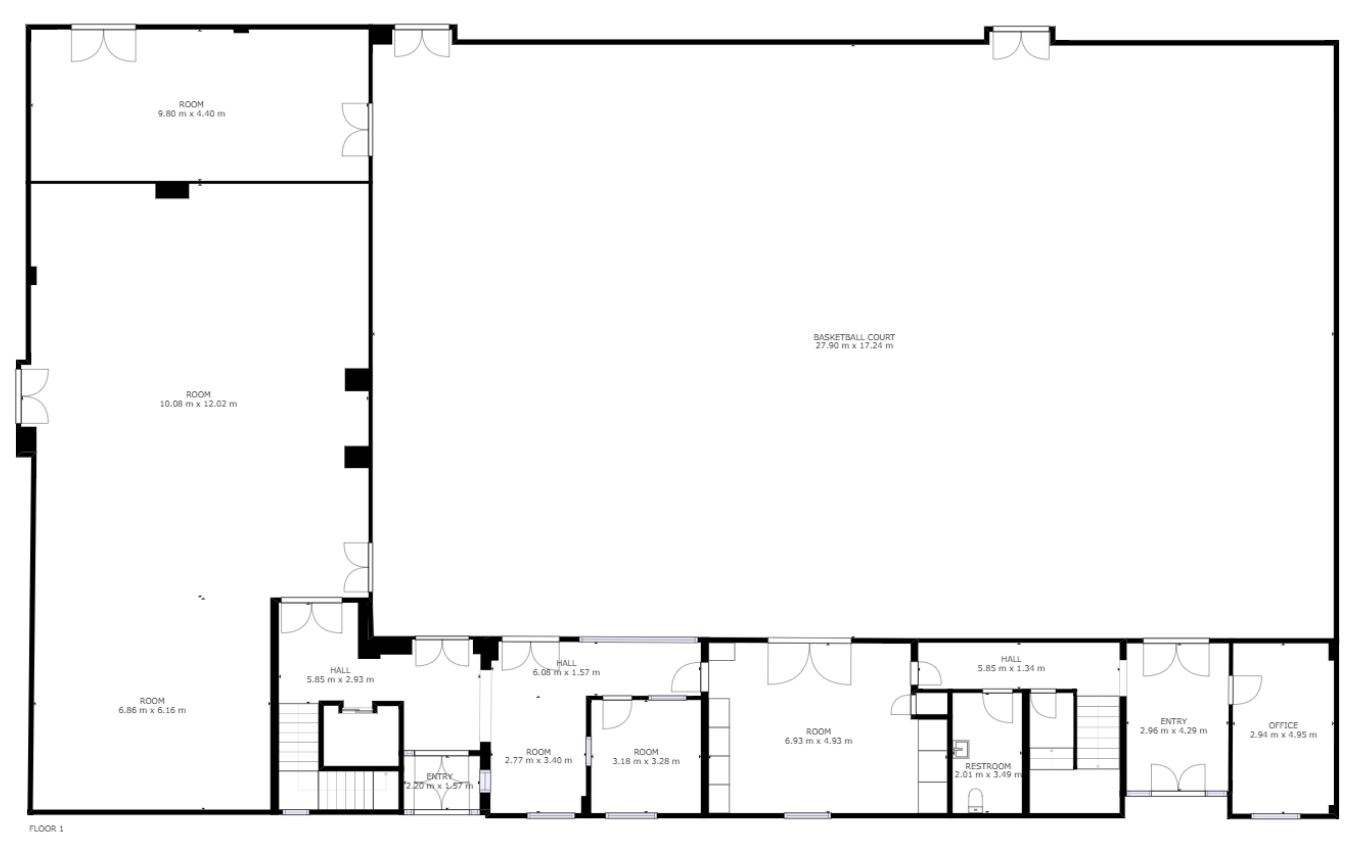 ROOM
9.80 m x 4.40 m
BASKETBALL COURT
27.90 m x 17.24 m
ROOM
10.08 m x 12.02 m
HALL
5.85 m x 2.93 m
HALL
6.08 m x 1.57 m
HALL
5.85 m x 1.34 m
ROOM
6.86 m x 6.16 m
ENTRY
2.96 m x 4.29 m
OFFICE
2.94 m x 4.95 m
ROOM
6.93 m x 4.93 m
ROOM
2.77 m x 3.40 m
ROOM
3.18 m x 3.28 m
RESTROOM
2.01 m x 3.49 m
ENTRY
2.20 m x 1.57 m
FLOOR 1